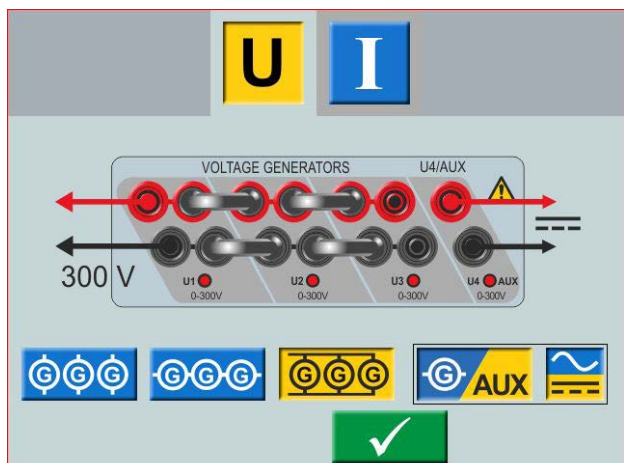 U I
VOLTAGE GENERATORS U4/AUX
300 V
U1 U2 U3 U4 AUX
0-300V 0-300V 0-300V 0-300V
G G G G G G G G G G AUX